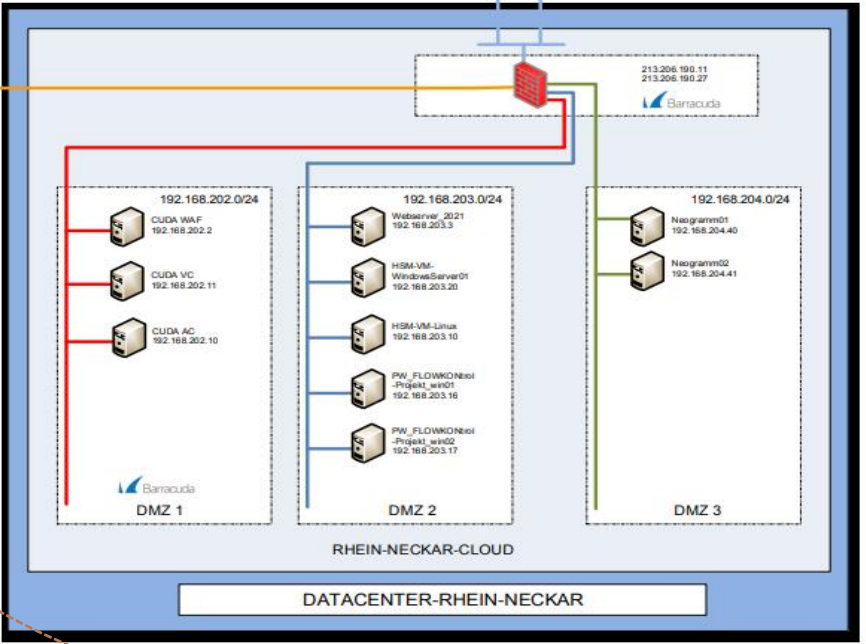 213.206.190.11
213.206.190.27
Barracuda
192.168.202.0/24
CUDA WAF
192.168.202.2
CUDA VC
192.168.202.11
CUDA AC
192.168.202.10
Barracuda
DMZ 1
192.168.203.0/24
Webserver_2021
192.168.203.3
HSM-VM-
WindowsServer01
192.168.203.20
HSM-VM-Linux
192.168.203.10
PW_FLOWKONtrol
-Projekt_win01
192.168.203.16
PW_FLOWKONtrol
-Projekt_win02
192.168.203.17
DMZ 2
192.168.204.0/24
Neogramm01
192.168.204.40
Neogramm02
192.168.204.41
DMZ 3
RHEIN-NECKAR-CLOUD
DATACENTER-RHEIN-NECKAR